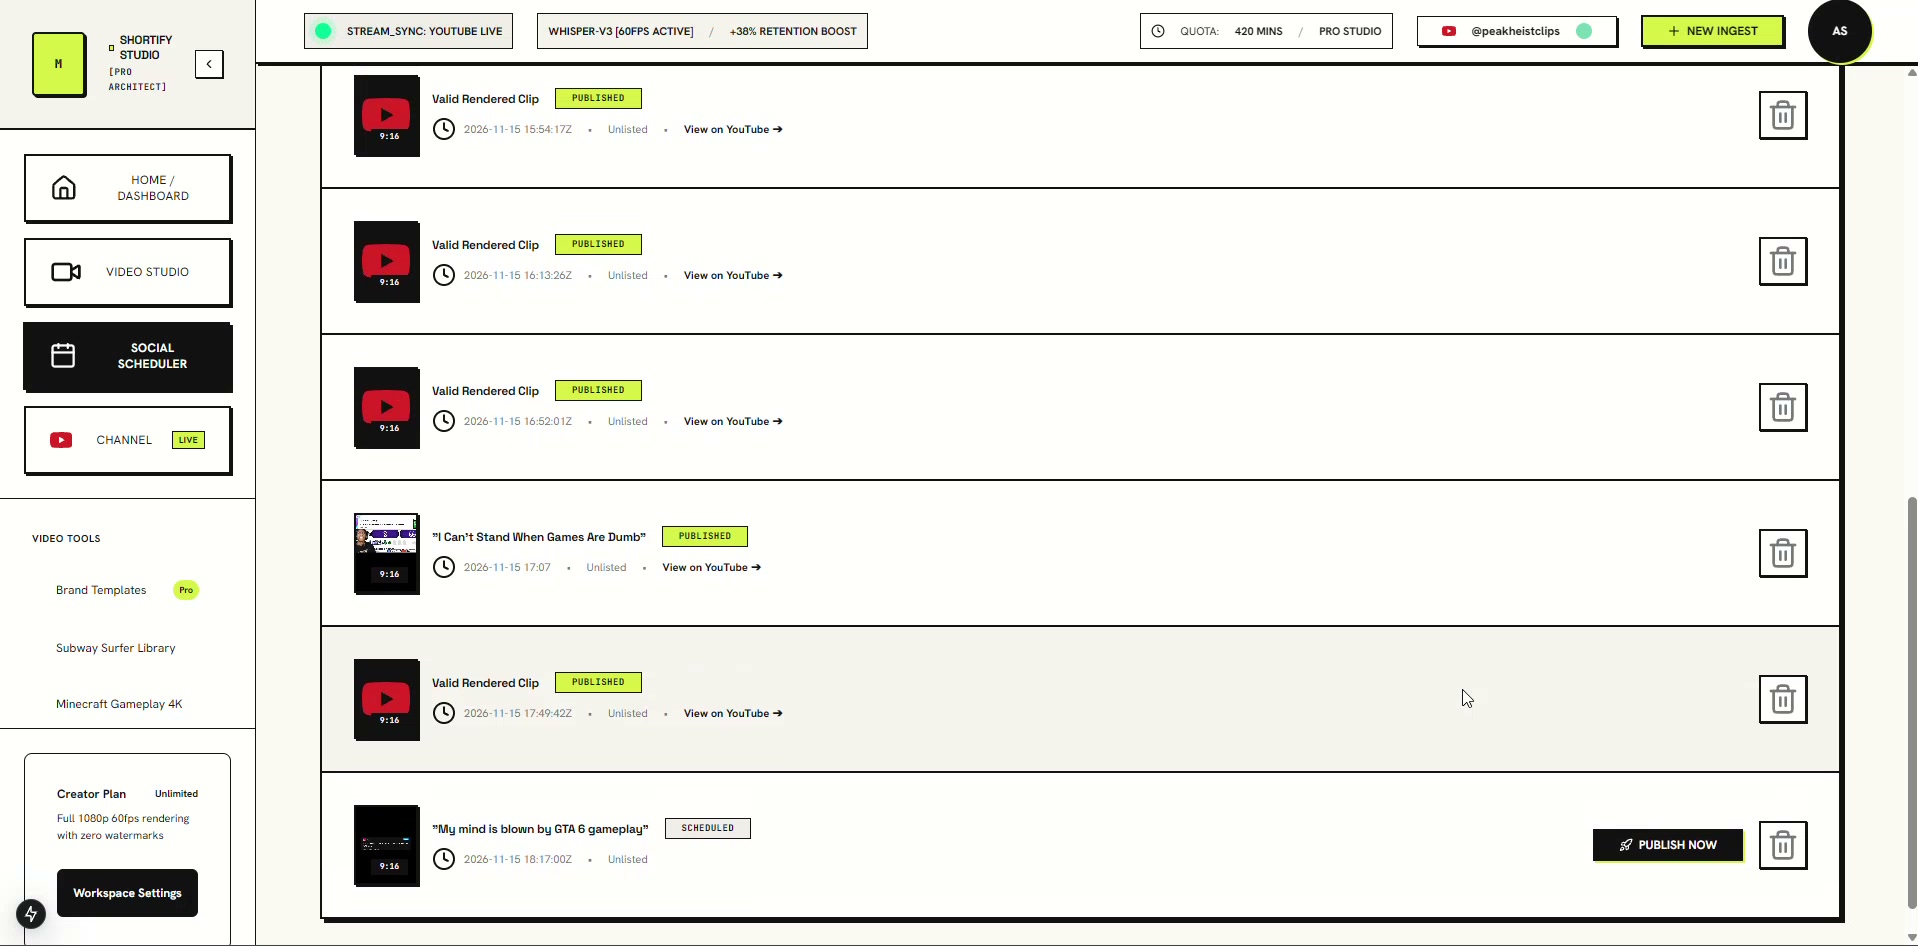 M
SHORTIFY
STUDIO
[PRO
ARCHITECT]
STREAM_SYNC: YOUTUBE LIVE
WHISPER-V3 [60FPS ACTIVE] / +38% RETENTION BOOST
QUOTA: 420 MINS / PRO STUDIO
@peakheistclips
+ NEW INGEST
AS
HOME /
DASHBOARD
VIDEO STUDIO
SOCIAL
SCHEDULER
CHANNEL LIVE
VIDEO TOOLS
Brand Templates Pro
Subway Surfer Library
Minecraft Gameplay 4K
Creator Plan Unlimited
Full 1080p 60fps rendering
with zero watermarks
Workspace Settings
Valid Rendered Clip PUBLISHED
9:16
2026-11-15 15:54:17Z • Unlisted • View on YouTube ➔
Valid Rendered Clip PUBLISHED
9:16
2026-11-15 16:13:26Z • Unlisted • View on YouTube ➔
Valid Rendered Clip PUBLISHED
9:16
2026-11-15 16:52:01Z • Unlisted • View on YouTube ➔
"I Can't Stand When Games Are Dumb" PUBLISHED
9:16
2026-11-15 17:07 • Unlisted • View on YouTube ➔
Valid Rendered Clip PUBLISHED
9:16
2026-11-15 17:49:42Z • Unlisted • View on YouTube ➔
"My mind is blown by GTA 6 gameplay" SCHEDULED
9:16
2026-11-15 18:17:00Z • Unlisted
PUBLISH NOW